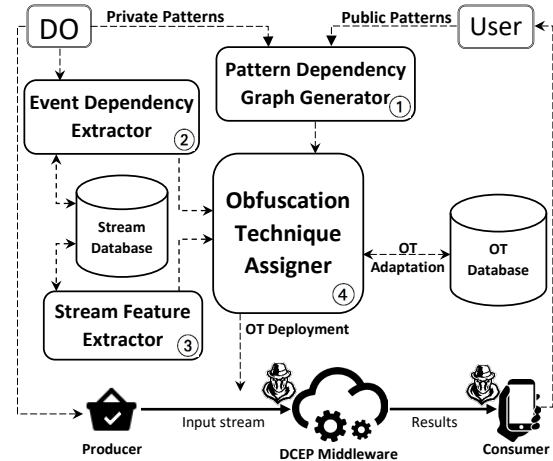 DO
Private Patterns
Public Patterns
User
Pattern Dependency
Graph Generator
1
Event Dependency
Extractor
2
Stream
Database
Obfuscation
Technique
Assigner
4
OT
Adaptation
OT
Database
Stream Feature
Extractor
3
OT Deployment
Input stream
Results
Producer
DCEP Middleware
Consumer